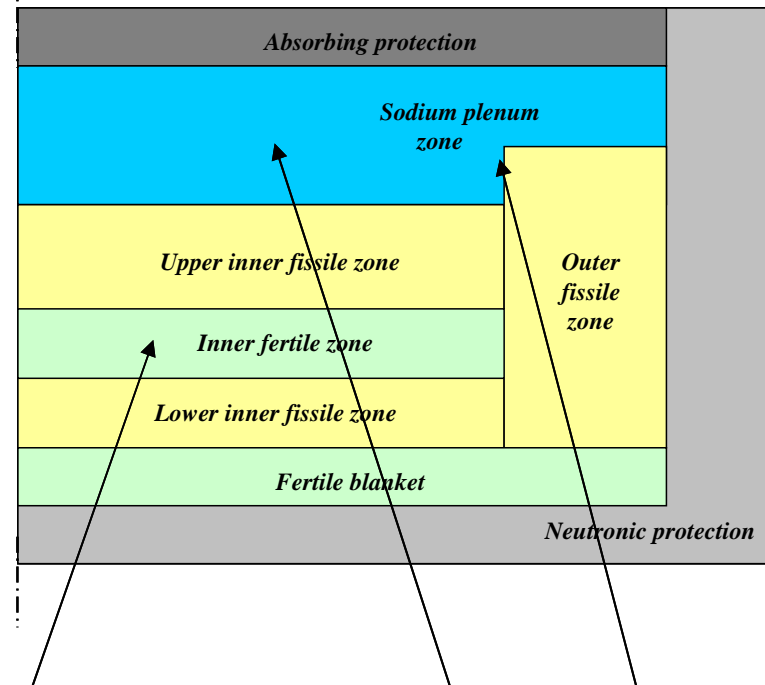 Absorbing protection
Sodium plenum
zone
Upper inner fissile zone
Outer
fissile
zone
Inner fertile zone
Lower inner fissile zone
Fertile blanket
Neutronic protection